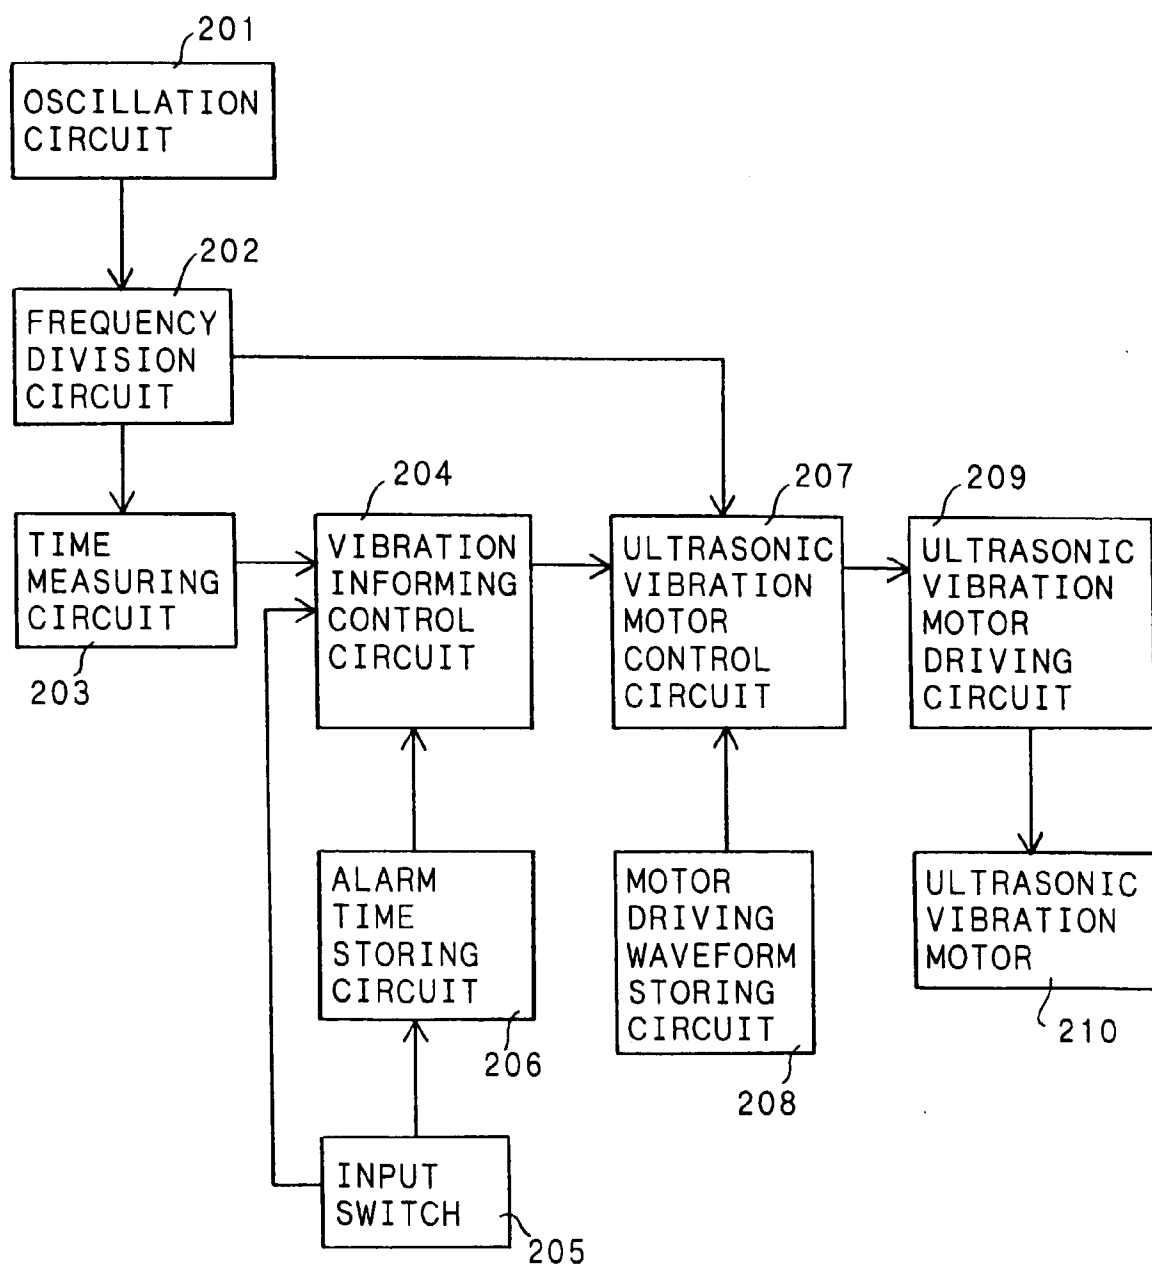 201
OSCILLATION
CIRCUIT
202
FREQUENCY
DIVISION
CIRCUIT
203
TIME
MEASURING
CIRCUIT
204
VIBRATION
INFORMING
CONTROL
CIRCUIT
207
ULTRASONIC
VIBRATION
MOTOR
CONTROL
CIRCUIT
209
ULTRASONIC
VIBRATION
MOTOR
DRIVING
CIRCUIT
ALARM
TIME
STORING
CIRCUIT
206
MOTOR
DRIVING
WAVEFORM
STORING
CIRCUIT
208
ULTRASONIC
VIBRATION
MOTOR
210
INPUT
SWITCH
205